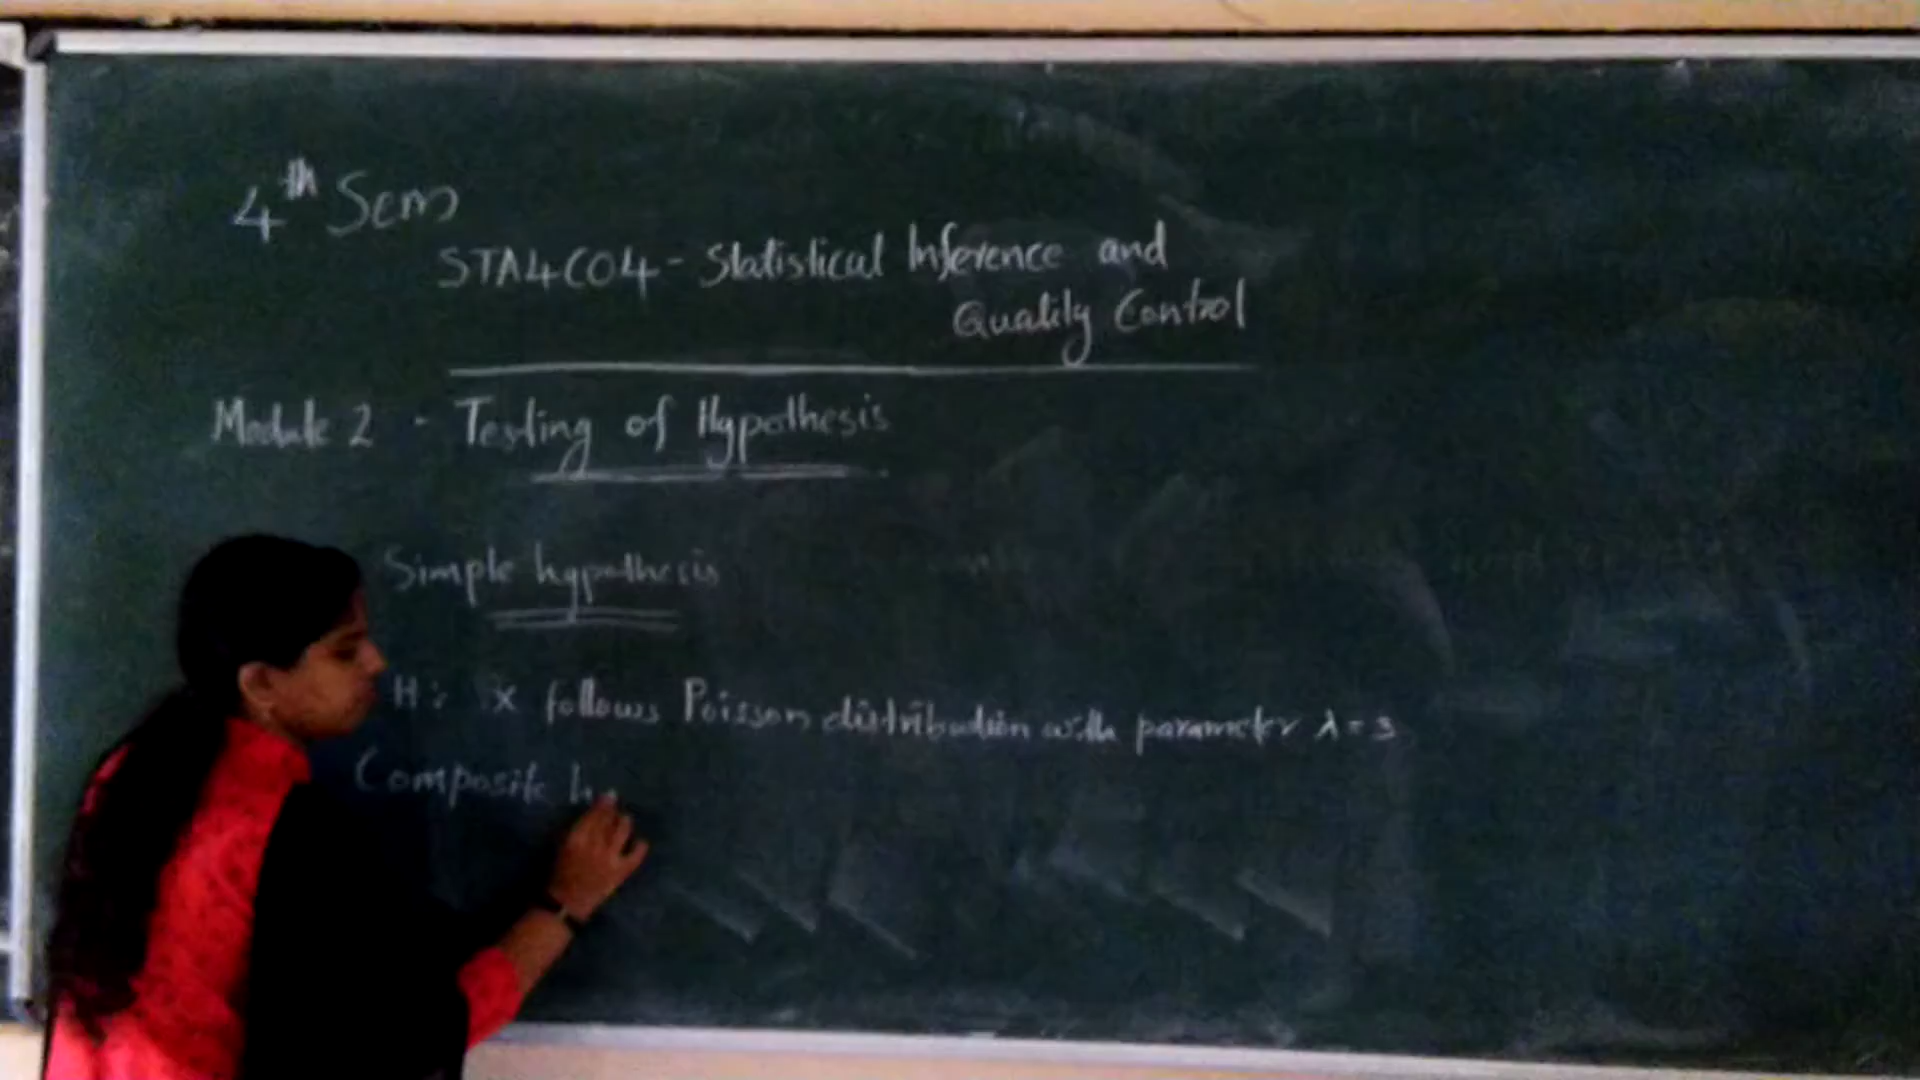 4th Sem
STA4C04 - Statistical Inference and
Quality Control
Module 2 - Testing of Hypothesis
Simple hypothesis
H: X follows Poisson distribution with parameter λ = 3
Composite hy